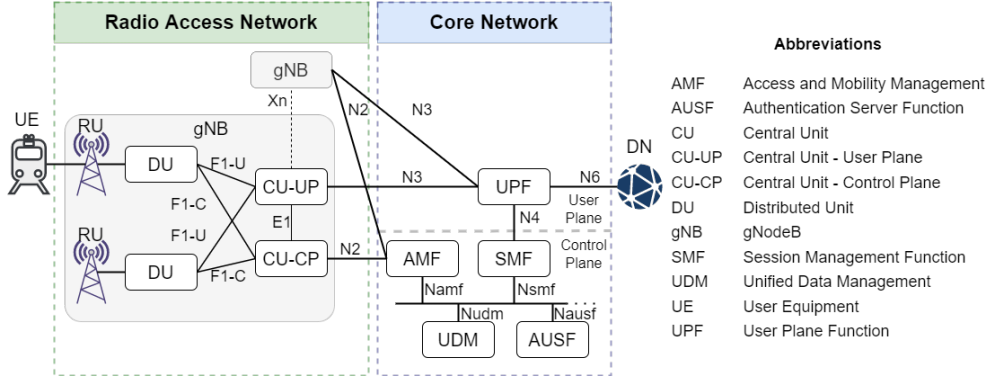 Radio Access Network
Core Network
Abbreviations
gNB
Xn
N2
N3
UE
RU
gNB
DU
F1-U
F1-C
CU-UP
N3
UPF
N6
DN
User
Plane
E1
N4
RU
F1-U
DU
F1-C
CU-CP
N2
AMF
SMF
Control
Plane
Namf
Nsmf
Nudm
Nausf
UDM
AUSF
AMF Access and Mobility Management
AUSF Authentication Server Function
CU Central Unit
CU-UP Central Unit - User Plane
CU-CP Central Unit - Control Plane
DU Distributed Unit
gNB gNodeB
SMF Session Management Function
UDM Unified Data Management
UE User Equipment
UPF User Plane Function